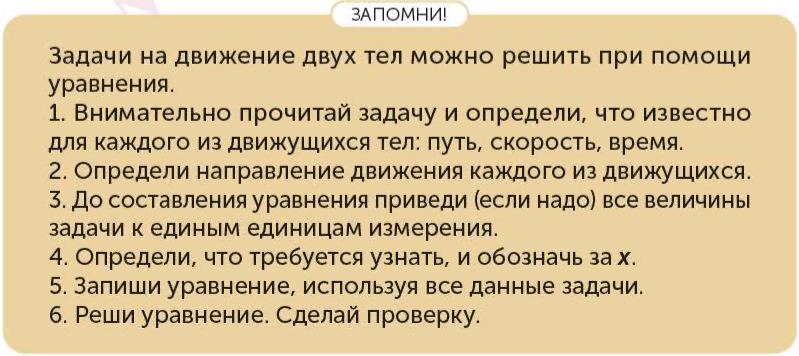 ЗАПОМНИ!
Задачи на движение двух тел можно решить при помощи
уравнения.
1. Внимательно прочитай задачу и определи, что известно
для каждого из движущихся тел: путь, скорость, время.
2. Определи направление движения каждого из движущихся.
3. До составления уравнения приведи (если надо) все величины
задачи к единым единицам измерения.
4. Определи, что требуется узнать, и обозначь за х.
5. Запиши уравнение, используя все данные задачи.
6. Реши уравнение. Сделай проверку.